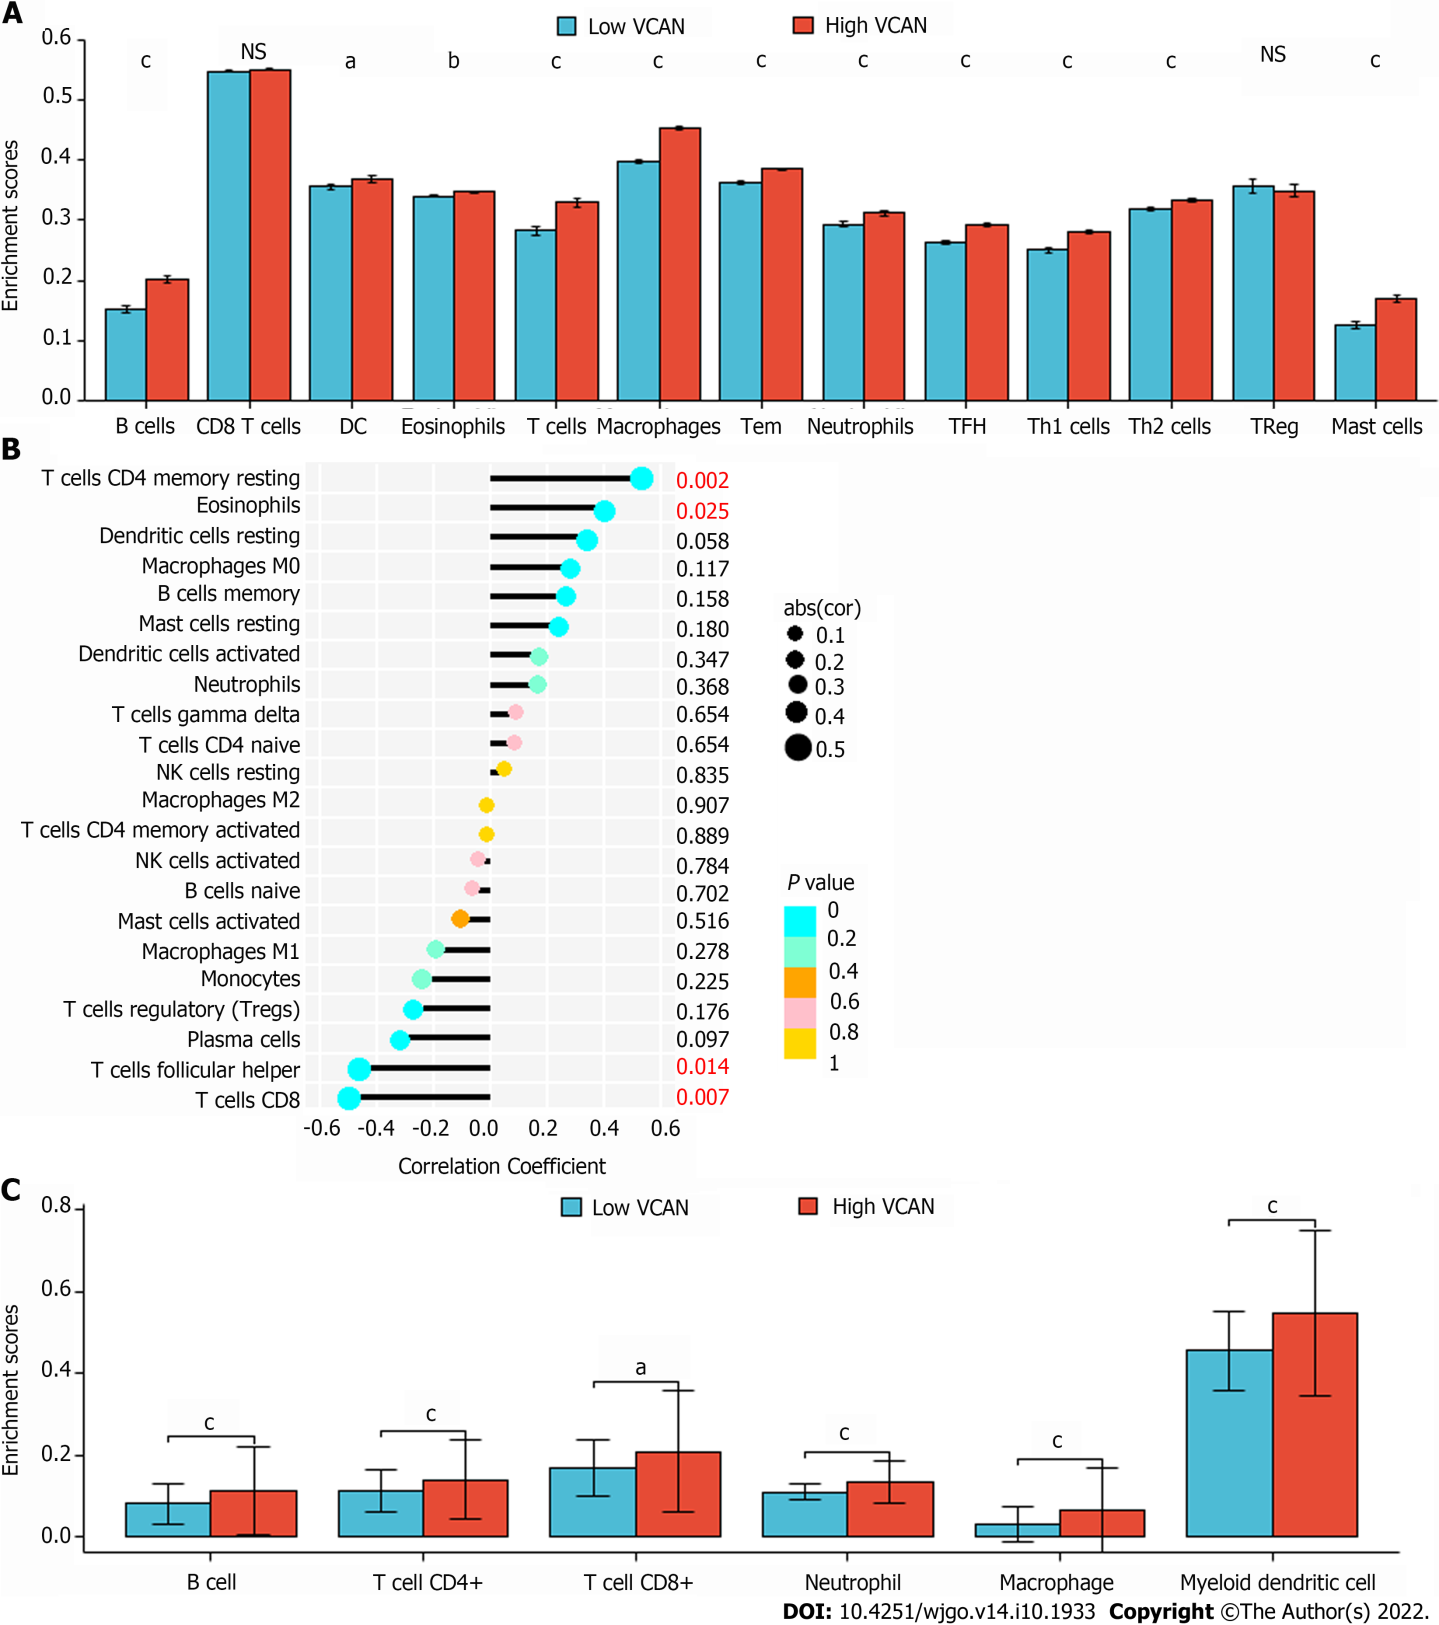 A
Low VCAN High VCAN
Enrichment scores
0.6
0.5
0.4
0.3
0.2
0.1
0.0
c NS a b c c c c c c c NS c
B cells CD8 T cells DC Eosinophils T cells Macrophages Tem Neutrophils TFH Th1 cells Th2 cells TReg Mast cells
B
T cells CD4 memory resting 0.002
Eosinophils 0.025
Dendritic cells resting 0.058
Macrophages M0 0.117
B cells memory 0.158
Mast cells resting 0.180
Dendritic cells activated 0.347
Neutrophils 0.368
T cells gamma delta 0.654
T cells CD4 naive 0.654
NK cells resting 0.835
Macrophages M2 0.907
T cells CD4 memory activated 0.889
NK cells activated 0.784
B cells naive 0.702
Mast cells activated 0.516
Macrophages M1 0.278
Monocytes 0.225
T cells regulatory (Tregs) 0.176
Plasma cells 0.097
T cells follicular helper 0.014
T cells CD8 0.007
-0.6 -0.4 -0.2 0.0 0.2 0.4 0.6
Correlation Coefficient
abs(cor)
0.1
0.2
0.3
0.4
0.5
P value
0
0.2
0.4
0.6
0.8
1
C
Low VCAN High VCAN
Enrichment scores
0.8
0.6
0.4
0.2
0.0
c c a c c c
B cell T cell CD4+ T cell CD8+ Neutrophil Macrophage Myeloid dendritic cell
DOI: 10.4251/wjgo.v14.i10.1933 Copyright ©The Author(s) 2022.